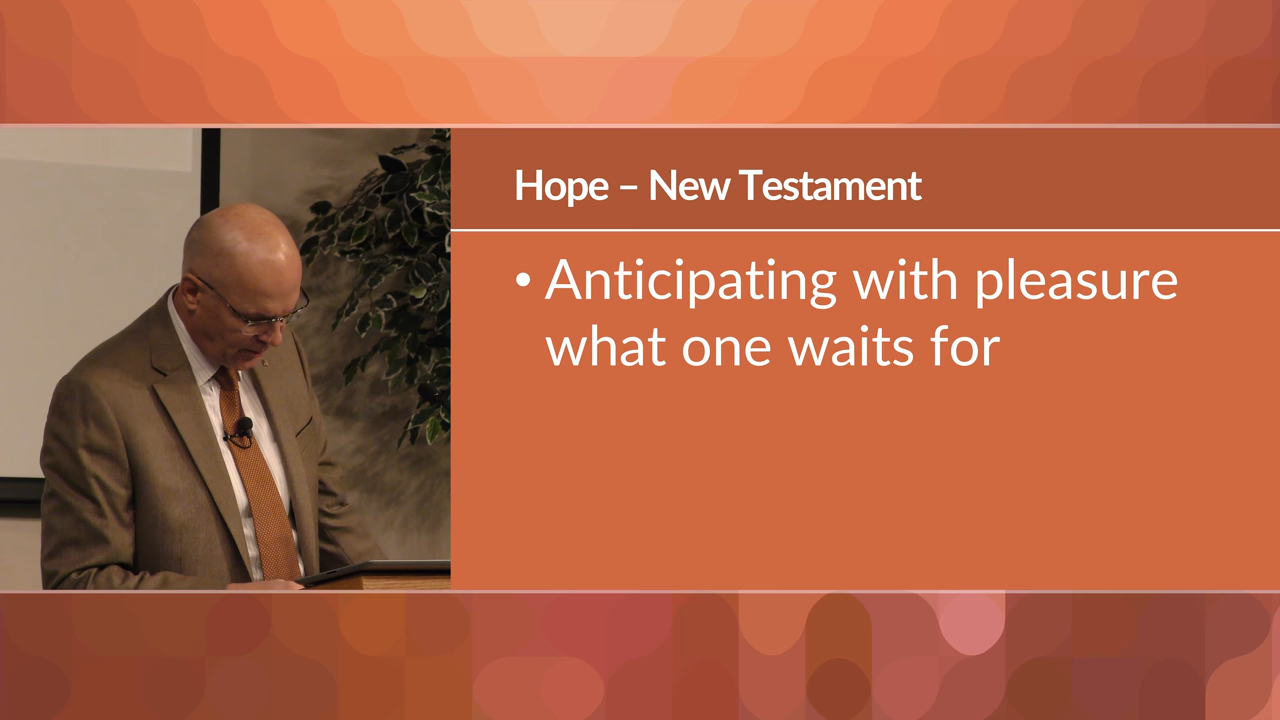 Hope – New Testament
• Anticipating with pleasure
what one waits for